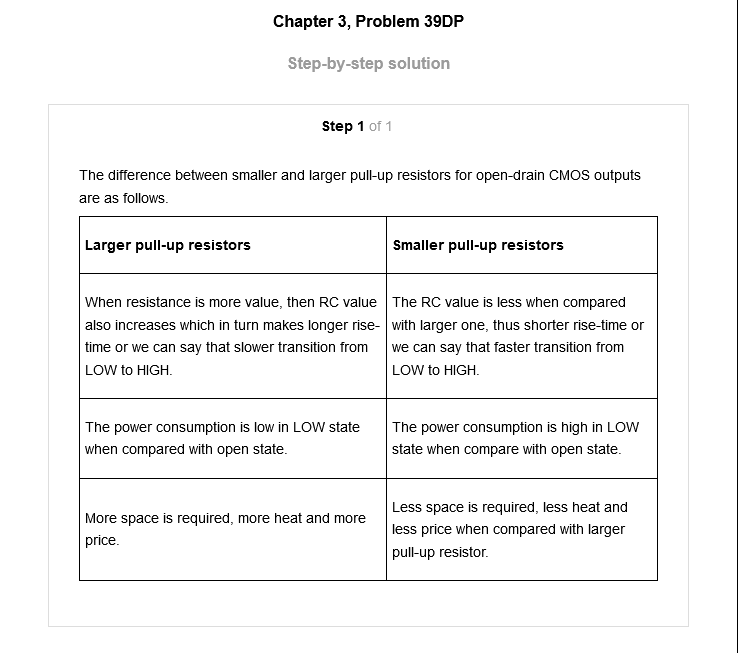 Chapter 3, Problem 39DP
Step-by-step solution
Step 1 of 1
The difference between smaller and larger pull-up resistors for open-drain CMOS outputs
are as follows.
Larger pull-up resistors
Smaller pull-up resistors
When resistance is more value, then RC value
also increases which in turn makes longer rise-
time or we can say that slower transition from
LOW to HIGH.
The RC value is less when compared
with larger one, thus shorter rise-time or
we can say that faster transition from
LOW to HIGH.
The power consumption is low in LOW state
when compared with open state.
The power consumption is high in LOW
state when compare with open state.
More space is required, more heat and more
price.
Less space is required, less heat and
less price when compared with larger
pull-up resistor.